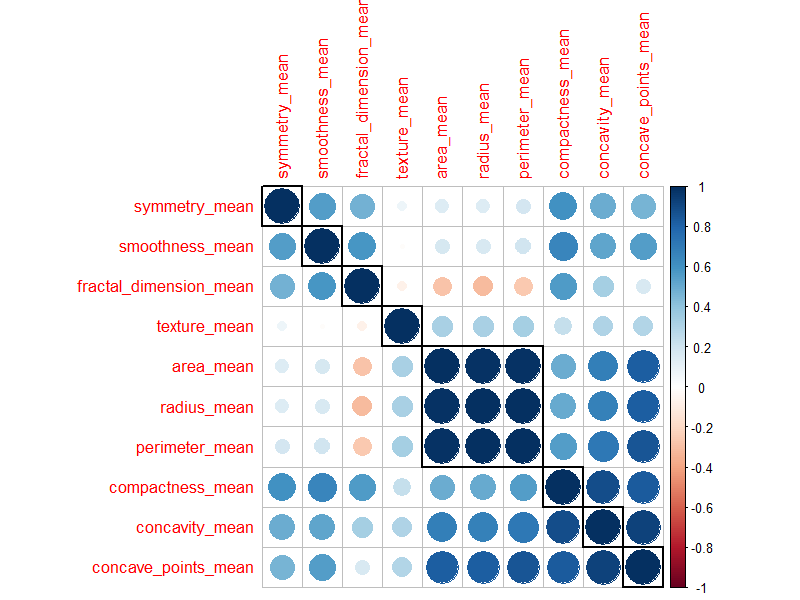 symmetry_mean
smoothness_mean
fractal_dimension_mean
texture_mean
area_mean
radius_mean
perimeter_mean
compactness_mean
concavity_mean
concave_points_mean
symmetry_mean
smoothness_mean
fractal_dimension_mean
texture_mean
area_mean
radius_mean
perimeter_mean
compactness_mean
concavity_mean
concave_points_mean
1
0.8
0.6
0.4
0.2
0
-0.2
-0.4
-0.6
-0.8
-1